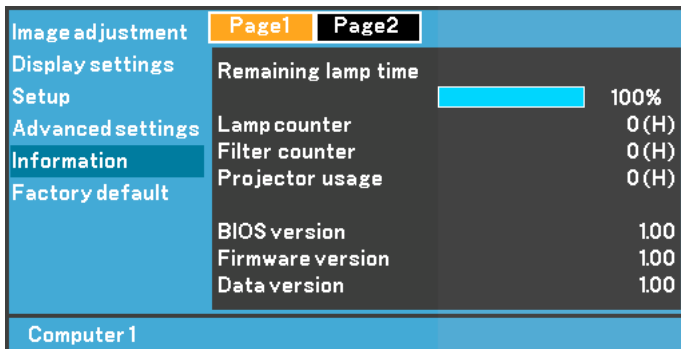 Image adjustment
Display settings
Setup
Advanced settings
Information
Factory default
Page1 Page2
Remaining lamp time
100%
Lamp counter 0 (H)
Filter counter 0 (H)
Projector usage 0 (H)
BIOS version 1.00
Firmware version 1.00
Data version 1.00
Computer 1